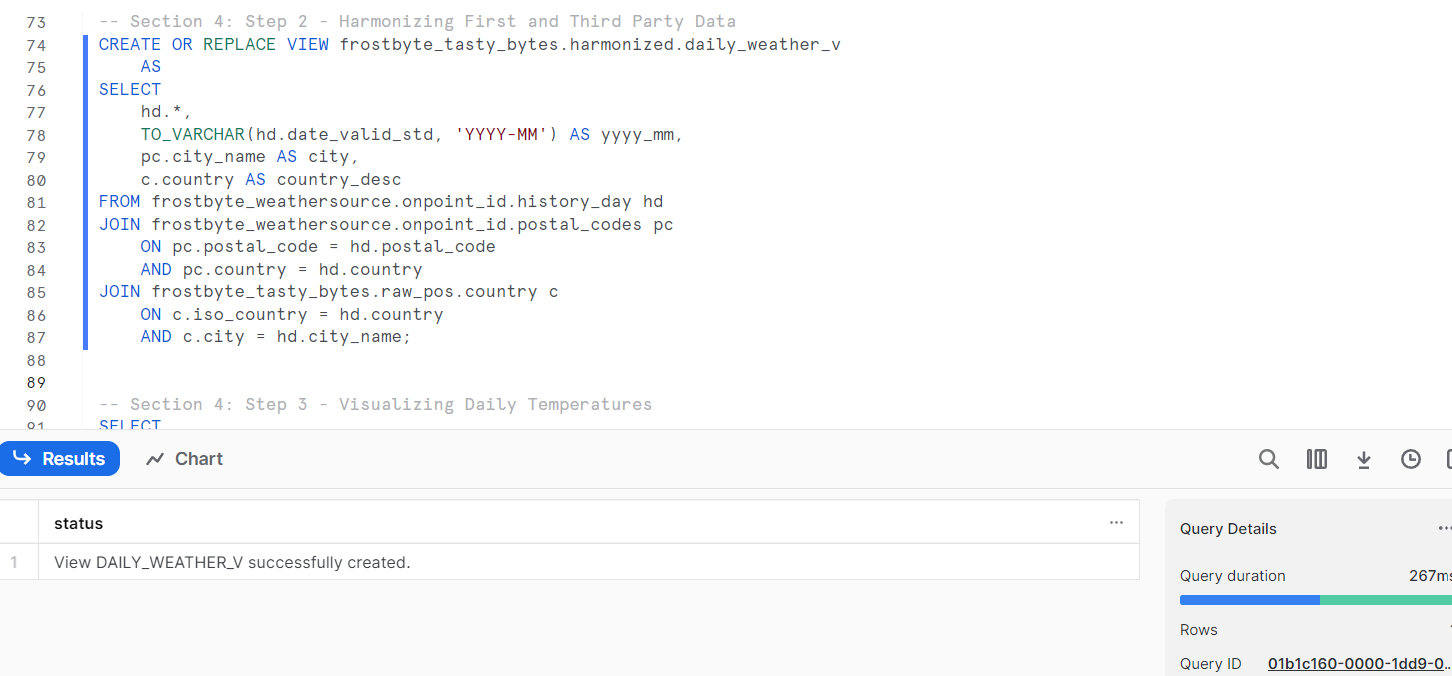 73 -- Section 4: Step 2 - Harmonizing First and Third Party Data
74 CREATE OR REPLACE VIEW frostbyte_tasty_bytes.harmonized.daily_weather_v
75 AS
76 SELECT
77 hd.*,
78 TO_VARCHAR(hd.date_valid_std, 'YYYY-MM') AS yyyy_mm,
79 pc.city_name AS city,
80 c.country AS country_desc
81 FROM frostbyte_weathersource.onpoint_id.history_day hd
82 JOIN frostbyte_weathersource.onpoint_id.postal_codes pc
83 ON pc.postal_code = hd.postal_code
84 AND pc.country = hd.country
85 JOIN frostbyte_tasty_bytes.raw_pos.country c
86 ON c.iso_country = hd.country
87 AND c.city = hd.city_name;
88
89
90 -- Section 4: Step 3 - Visualizing Daily Temperatures
91 SELECT
Results Chart
status ...
1 View DAILY_WEATHER_V successfully created.
Query Details ...
Query duration 267ms
Rows
Query ID 01b1c160-0000-1dd9-0...